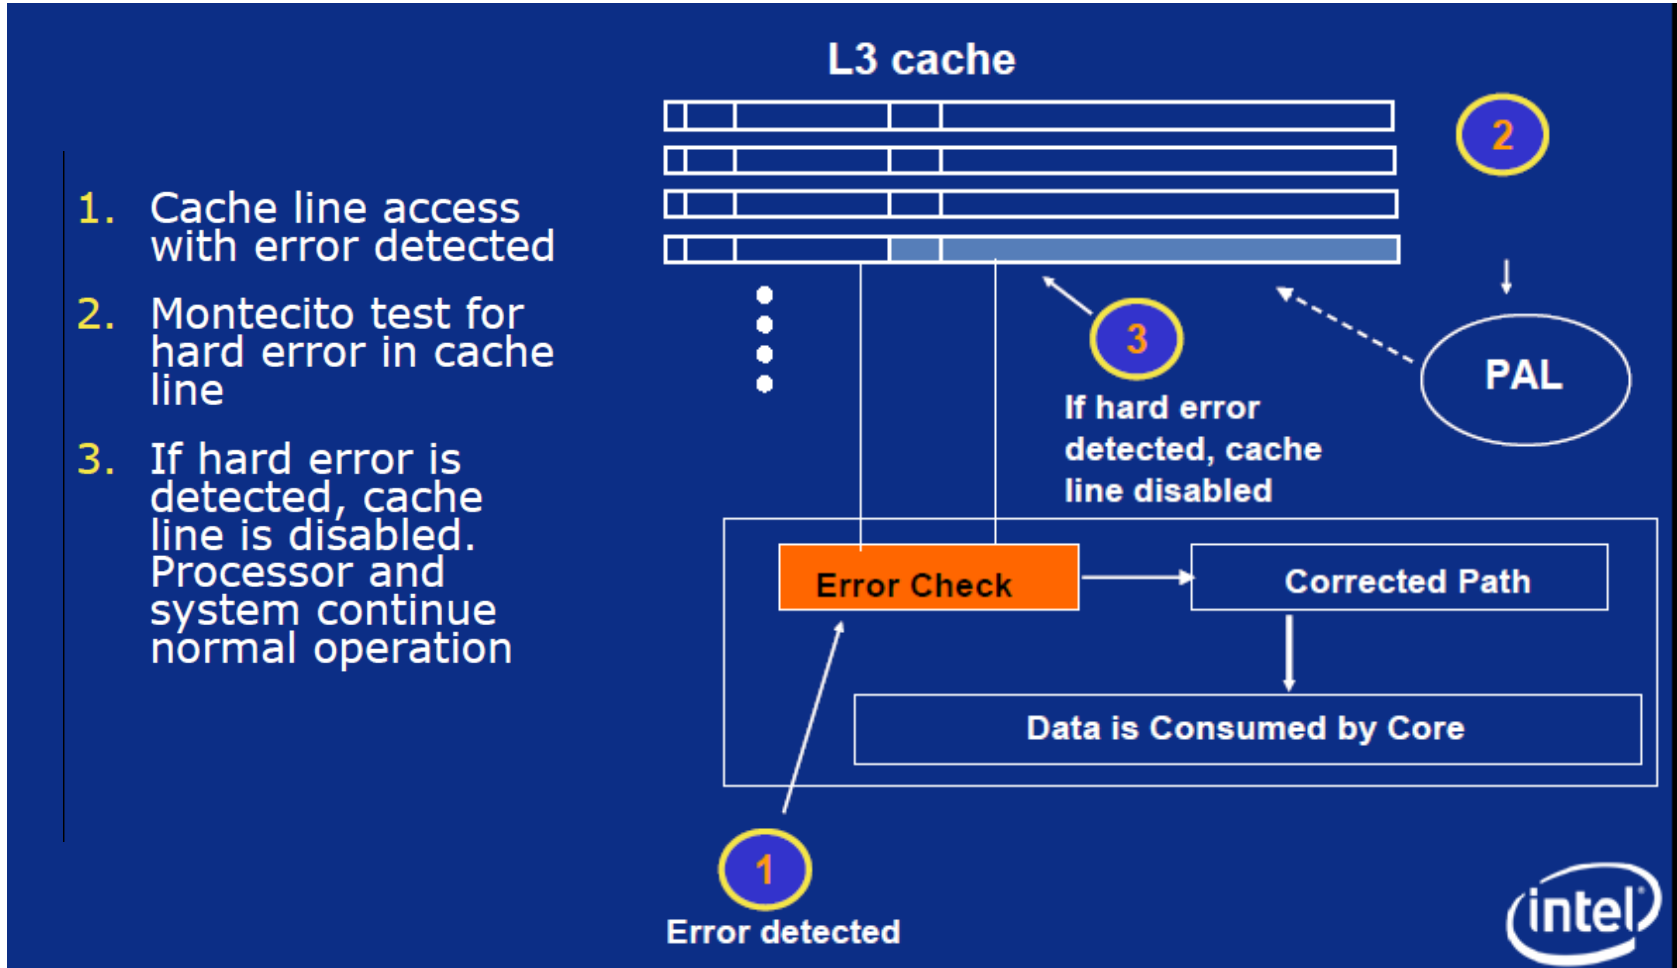 L3 cache
2
1. Cache line access
with error detected
2. Montecito test for
hard error in cache
line
3. If hard error is
detected, cache
line is disabled.
Processor and
system continue
normal operation
3
If hard error
detected, cache
line disabled
PAL
Error Check
Corrected Path
Data is Consumed by Core
1
Error detected
intel